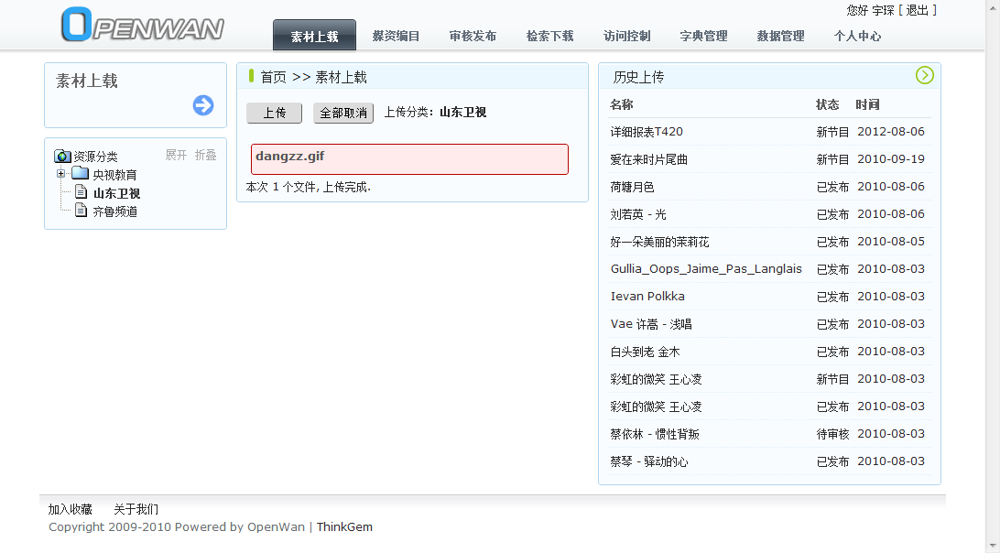 您好 宇琛 [ 退出 ]
OPENWAN
素材上载 媒资编目 审核发布 检索下载 访问控制 字典管理 数据管理 个人中心
素材上载
资源分类 展开 折叠
央视教育
山东卫视
齐鲁频道
首页 >> 素材上载
上传 全部取消 上传分类: 山东卫视
dangzz.gif
本次 1 个文件, 上传完成.
历史上传
名称 状态 时间
详细报表T420 新节目 2012-08-06
爱在来时片尾曲 新节目 2010-09-19
荷塘月色 已发布 2010-08-06
刘若英 - 光 已发布 2010-08-06
好一朵美丽的茉莉花 已发布 2010-08-05
Gullia_Oops_Jaime_Pas_Langlais 已发布 2010-08-03
Ievan Polkka 已发布 2010-08-03
Vae 许嵩 - 浅唱 已发布 2010-08-03
白头到老 金木 已发布 2010-08-03
彩虹的微笑 王心凌 新节目 2010-08-03
彩虹的微笑 王心凌 已发布 2010-08-03
蔡依林 - 惯性背叛 待审核 2010-08-03
蔡琴 - 驿动的心 已发布 2010-08-03
加入收藏 关于我们
Copyright 2009-2010 Powered by OpenWan | ThinkGem